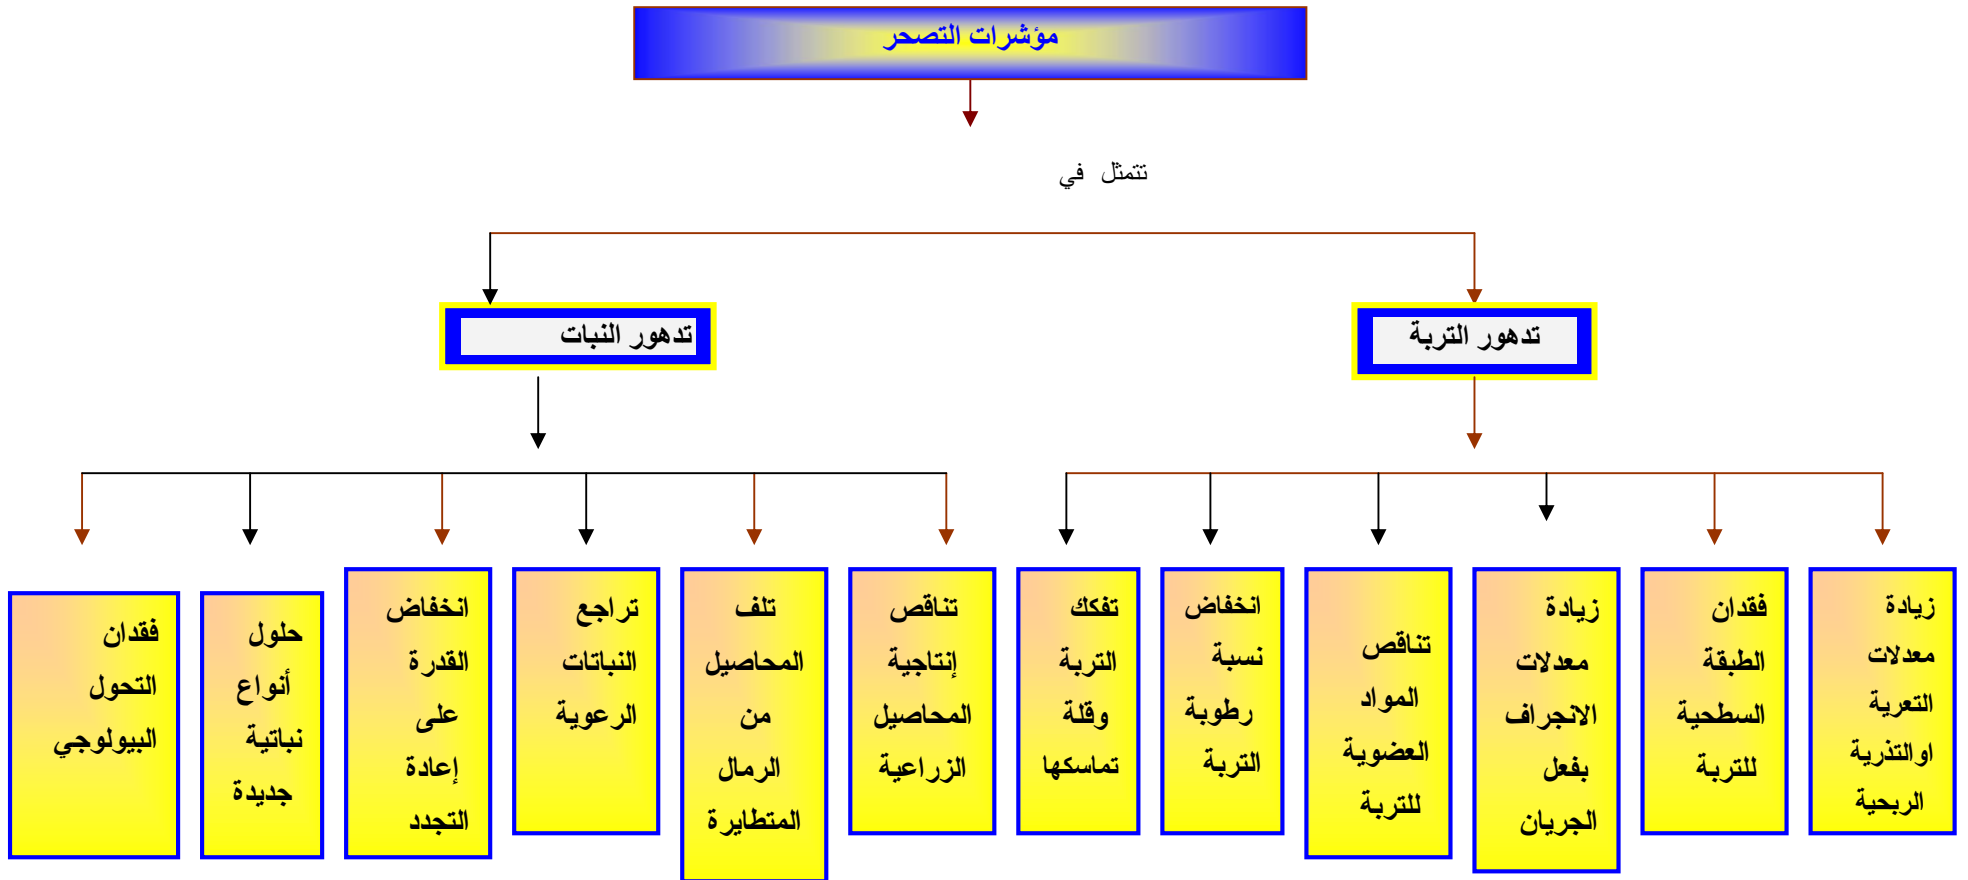 مؤشرات التصحر
تتمثل في
تدهور التربة
تدهور النبات
زيادة
معدلات
التعرية
اوالتذرية
الربحية
فقدان
الطبقة
السطحية
للتربة
زيادة
معدلات
الانجراف
بفعل
الجريان
تناقص
المواد
العضوية
للتربة
انخفاض
نسبة
رطوبة
التربة
تفكك
التربة
وقلة
تماسكها
تناقص
إنتاجية
المحاصيل
الزراعية
تلف
المحاصيل
من
الرمال
المتطايرة
تراجع
النباتات
الرعوية
انخفاض
القدرة
على
إعادة
التجدد
حلول
أنواع
نباتية
جديدة
فقدان
التحول
البيولوجي